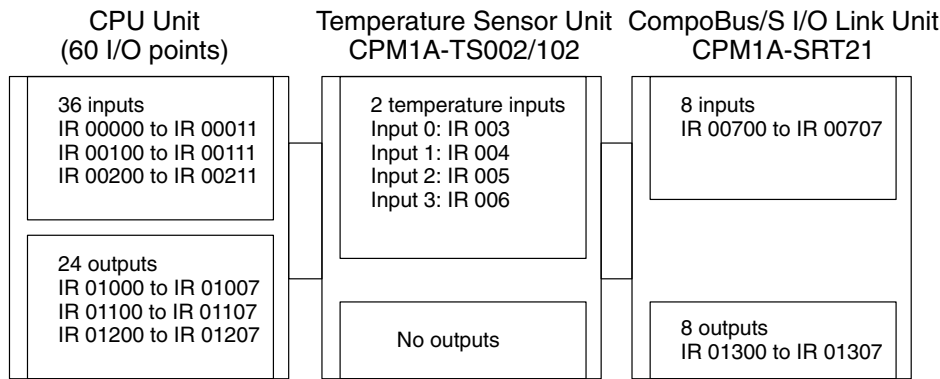 CPU Unit
(60 I/O points)
36 inputs
IR 00000 to IR 00011
IR 00100 to IR 00111
IR 00200 to IR 00211
24 outputs
IR 01000 to IR 01007
IR 01100 to IR 01107
IR 01200 to IR 01207
Temperature Sensor Unit
CPM1A-TS002/102
2 temperature inputs
Input 0: IR 003
Input 1: IR 004
Input 2: IR 005
Input 3: IR 006
No outputs
CompoBus/S I/O Link Unit
CPM1A-SRT21
8 inputs
IR 00700 to IR 00707
8 outputs
IR 01300 to IR 01307